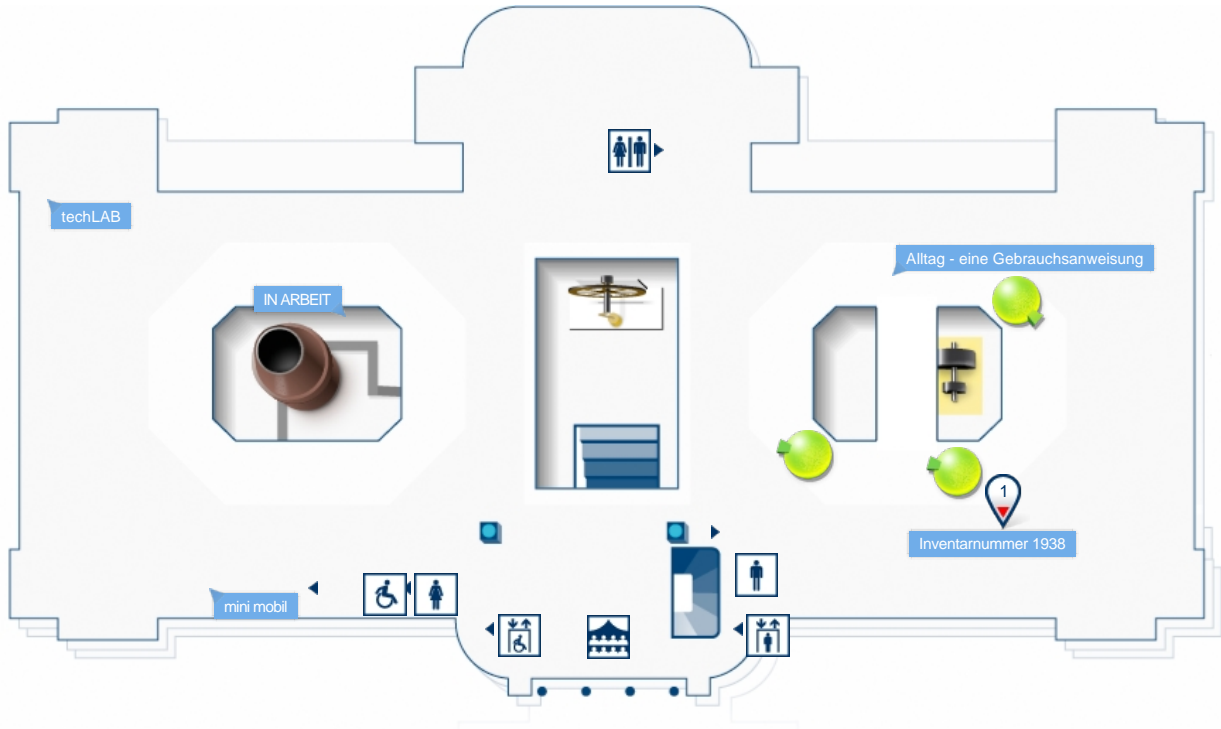 techLAB
Alltag - eine Gebrauchsanweisung
IN ARBEIT
1
Inventarnummer 1938
mini mobil